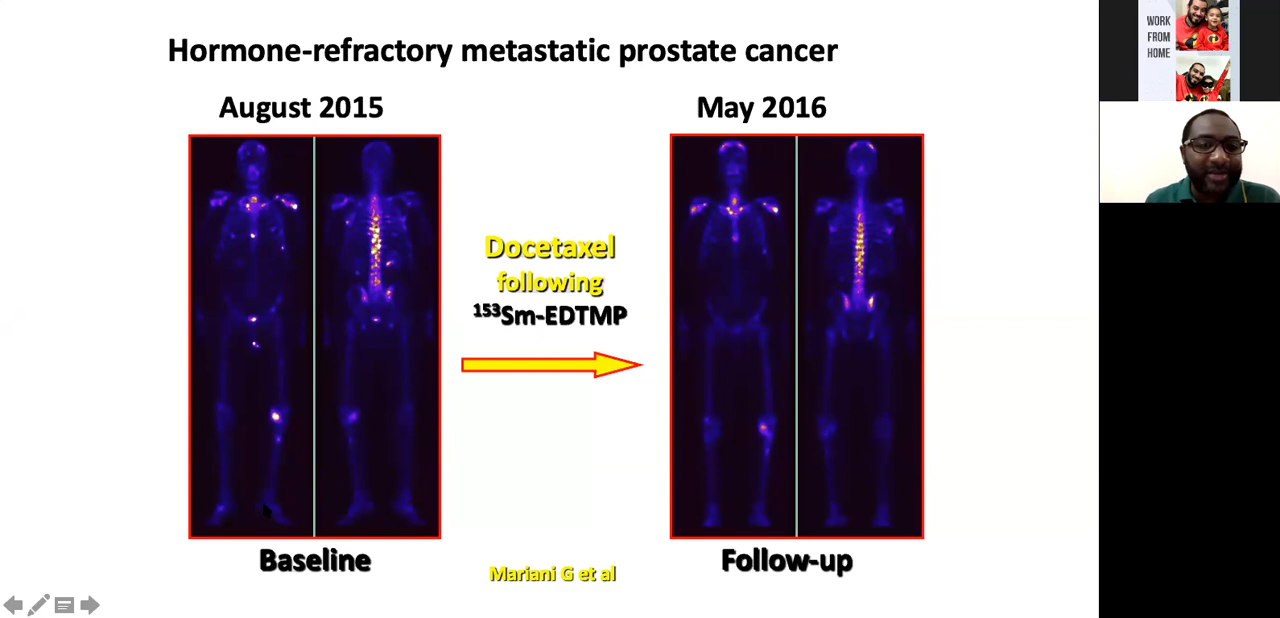 Hormone-refractory metastatic prostate cancer
August 2015
May 2016
Docetaxel
following
¹⁵³Sm-EDTMP
Baseline
Mariani G et al
Follow-up
WORK
FROM
HOME